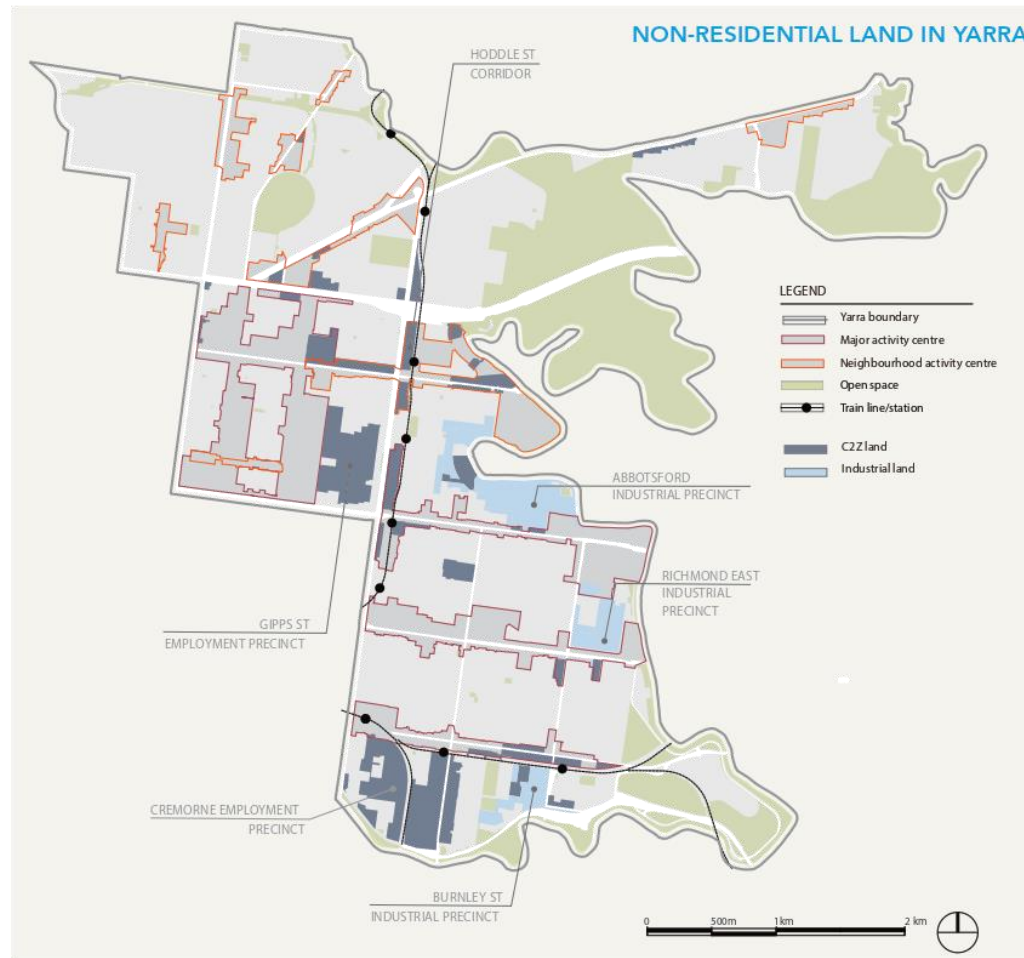 NON-RESIDENTIAL LAND IN YARRA
HODDLE ST
CORRIDOR
LEGEND
Yarra boundary
Major activity centre
Neighbourhood activity centre
Open space
Train line/station
C2Z land
Industrial land
ABBOTSFORD
INDUSTRIAL PRECINCT
RICHMOND EAST
INDUSTRIAL
PRECINCT
GIPPS ST
EMPLOYMENT PRECINCT
CREMORNE EMPLOYMENT
PRECINCT
BURNLEY ST
INDUSTRIAL PRECINCT
0 500m 1km 2 km